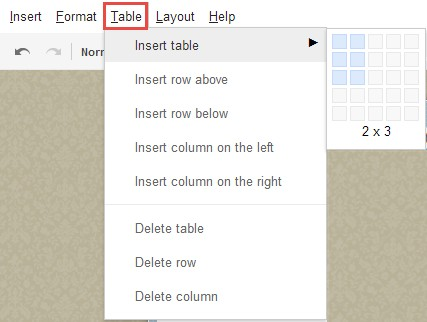 Insert Format Table Layout Help
Norm
Insert table
Insert row above
Insert row below
Insert column on the left
Insert column on the right
Delete table
Delete row
Delete column
2 x 3